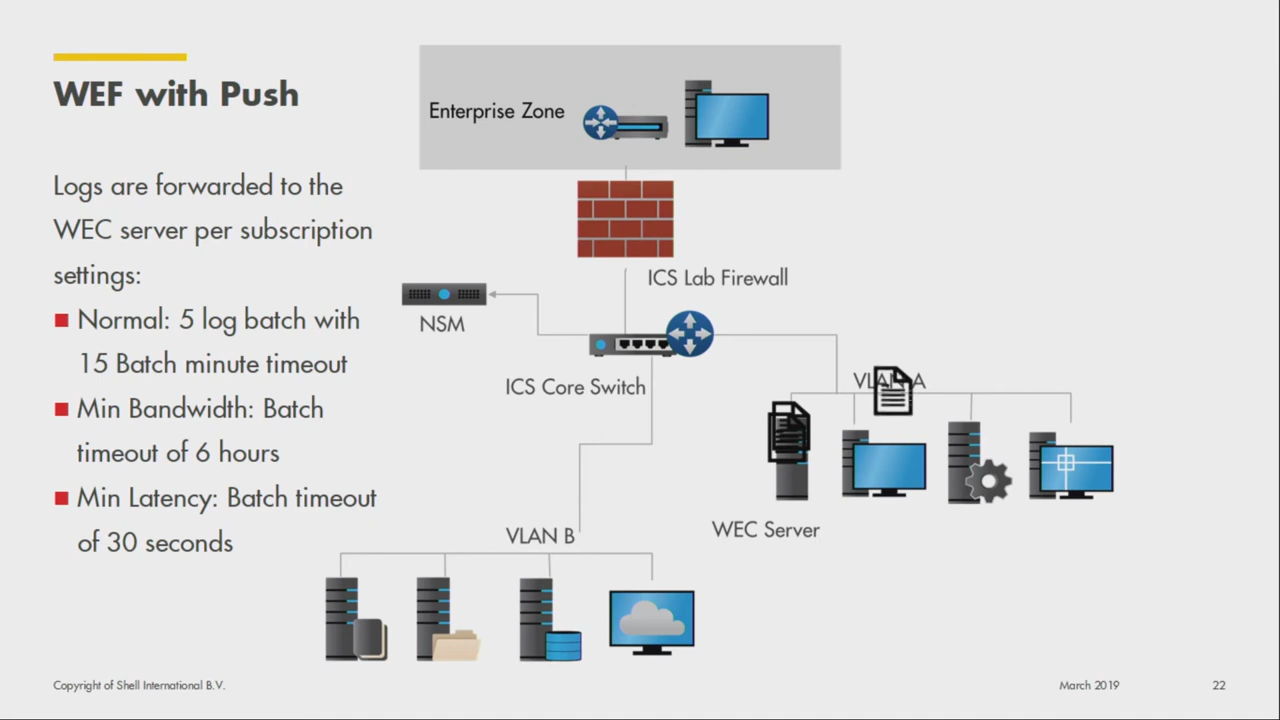 WEF with Push
Logs are forwarded to the
WEC server per subscription
settings:
Normal: 5 log batch with
15 Batch minute timeout
Min Bandwidth: Batch
timeout of 6 hours
Min Latency: Batch timeout
of 30 seconds
Enterprise Zone
ICS Lab Firewall
NSM
ICS Core Switch
VLAN A
WEC Server
VLAN B
Copyright of Shell International B.V.
March 2019
22